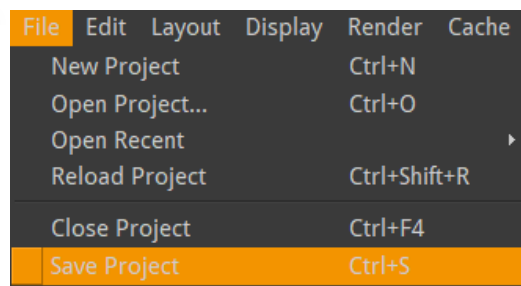 File Edit Layout Display Render Cache
New Project Ctrl+N
Open Project... Ctrl+O
Open Recent
Reload Project Ctrl+Shift+R
Close Project Ctrl+F4
Save Project Ctrl+S